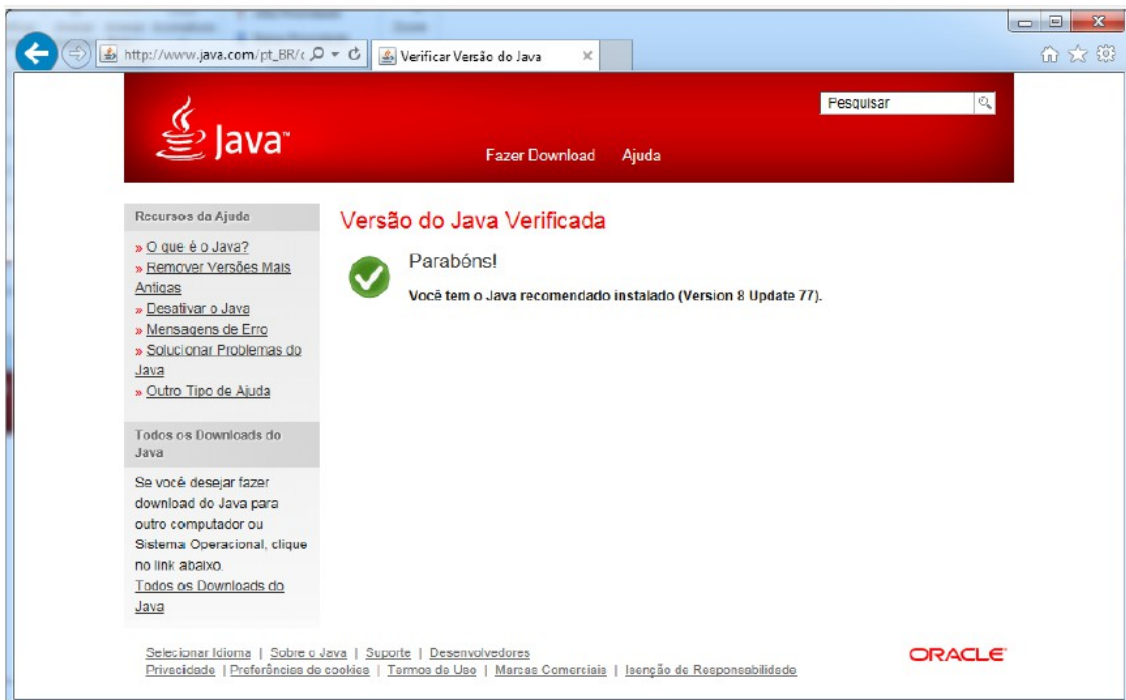 http://www.java.com/pt_BR/c
Verificar Versão do Java
Pesquisar
Java™
Fazer Download Ajuda
Recursos da Ajuda
» O que é o Java?
» Remover Versões Mais
Antigas
» Desativar o Java
» Mensagens de Erro
» Solucionar Problemas do
Java
» Outro Tipo de Ajuda
Versão do Java Verificada
Parabéns!
Você tem o Java recomendado instalado (Version 8 Update 77).
Todos os Downloads do
Java
Se você desejar fazer
download do Java para
outro computador ou
Sistema Operacional, clique
no link abaixo.
Todos os Downloads do
Java
Selecionar Idioma | Sobre o Java | Suporte | Desenvolvedores
Privacidade | Preferências de cookies | Termos de Uso | Marcas Comerciais | Isenção de Responsabilidade
ORACLE